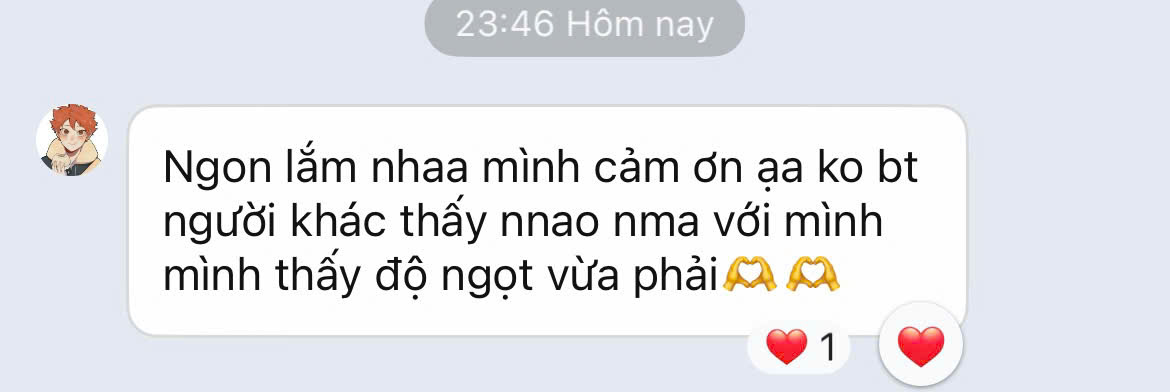 23:46 Hôm nay
Ngon lắm nhaa mình cảm ơn ạa ko bt
người khác thấy nnao nma với mình
mình thấy độ ngọt vừa phải🫶🫶
❤️ 1